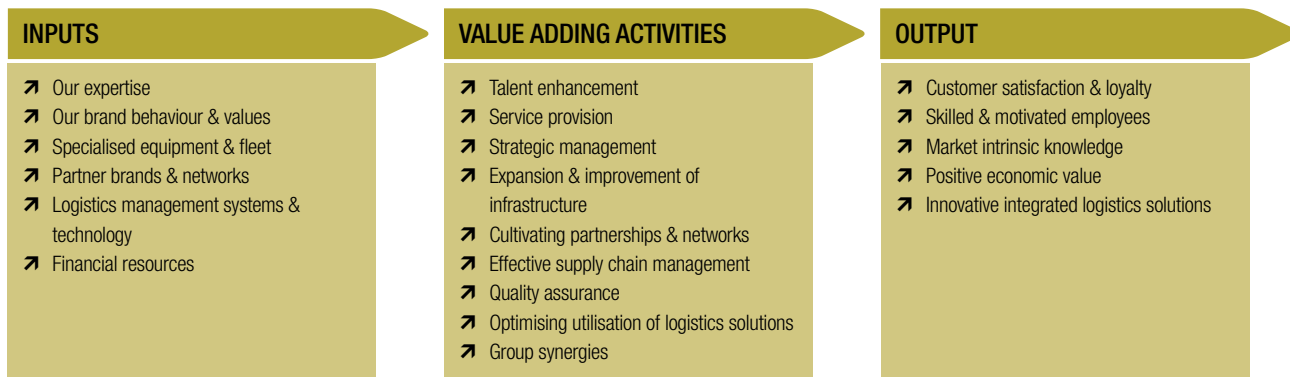 INPUTS
Our expertise
Our brand behaviour & values
Specialised equipment & fleet
Partner brands & networks
Logistics management systems &
technology
Financial resources
VALUE ADDING ACTIVITIES
Talent enhancement
Service provision
Strategic management
Expansion & improvement of
infrastructure
Cultivating partnerships & networks
Effective supply chain management
Quality assurance
Optimising utilisation of logistics solutions
Group synergies
OUTPUT
Customer satisfaction & loyalty
Skilled & motivated employees
Market intrinsic knowledge
Positive economic value
Innovative integrated logistics solutions